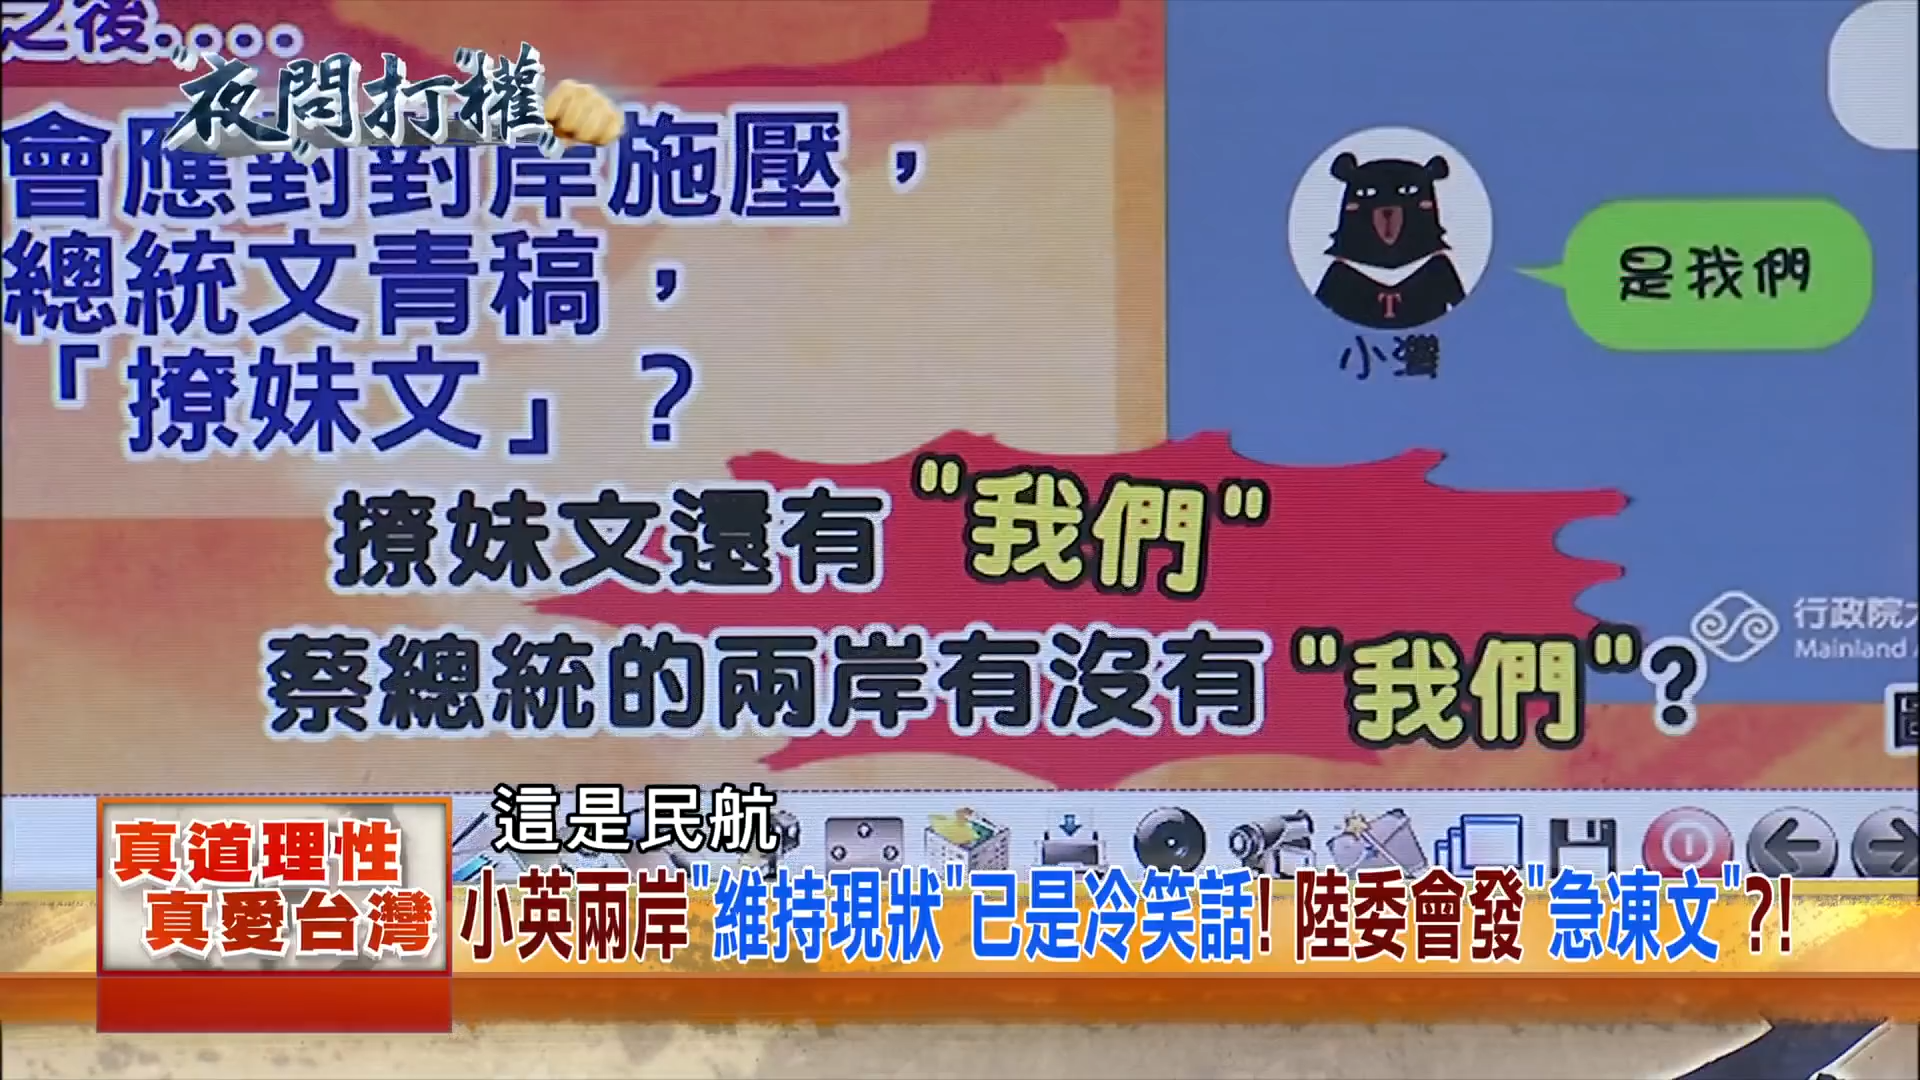 之後....
"夜"問打"權"
會應對對岸施壓，
總統文青稿，
「撩妹文」？
是我們
T
小灣
撩妹文還有"我們"
蔡總統的兩岸有沒有"我們"?
行政院
Mainland
這是民航
真道理性
真愛台灣
小英兩岸"維持現狀"已是冷笑話! 陸委會發"急凍文"?!